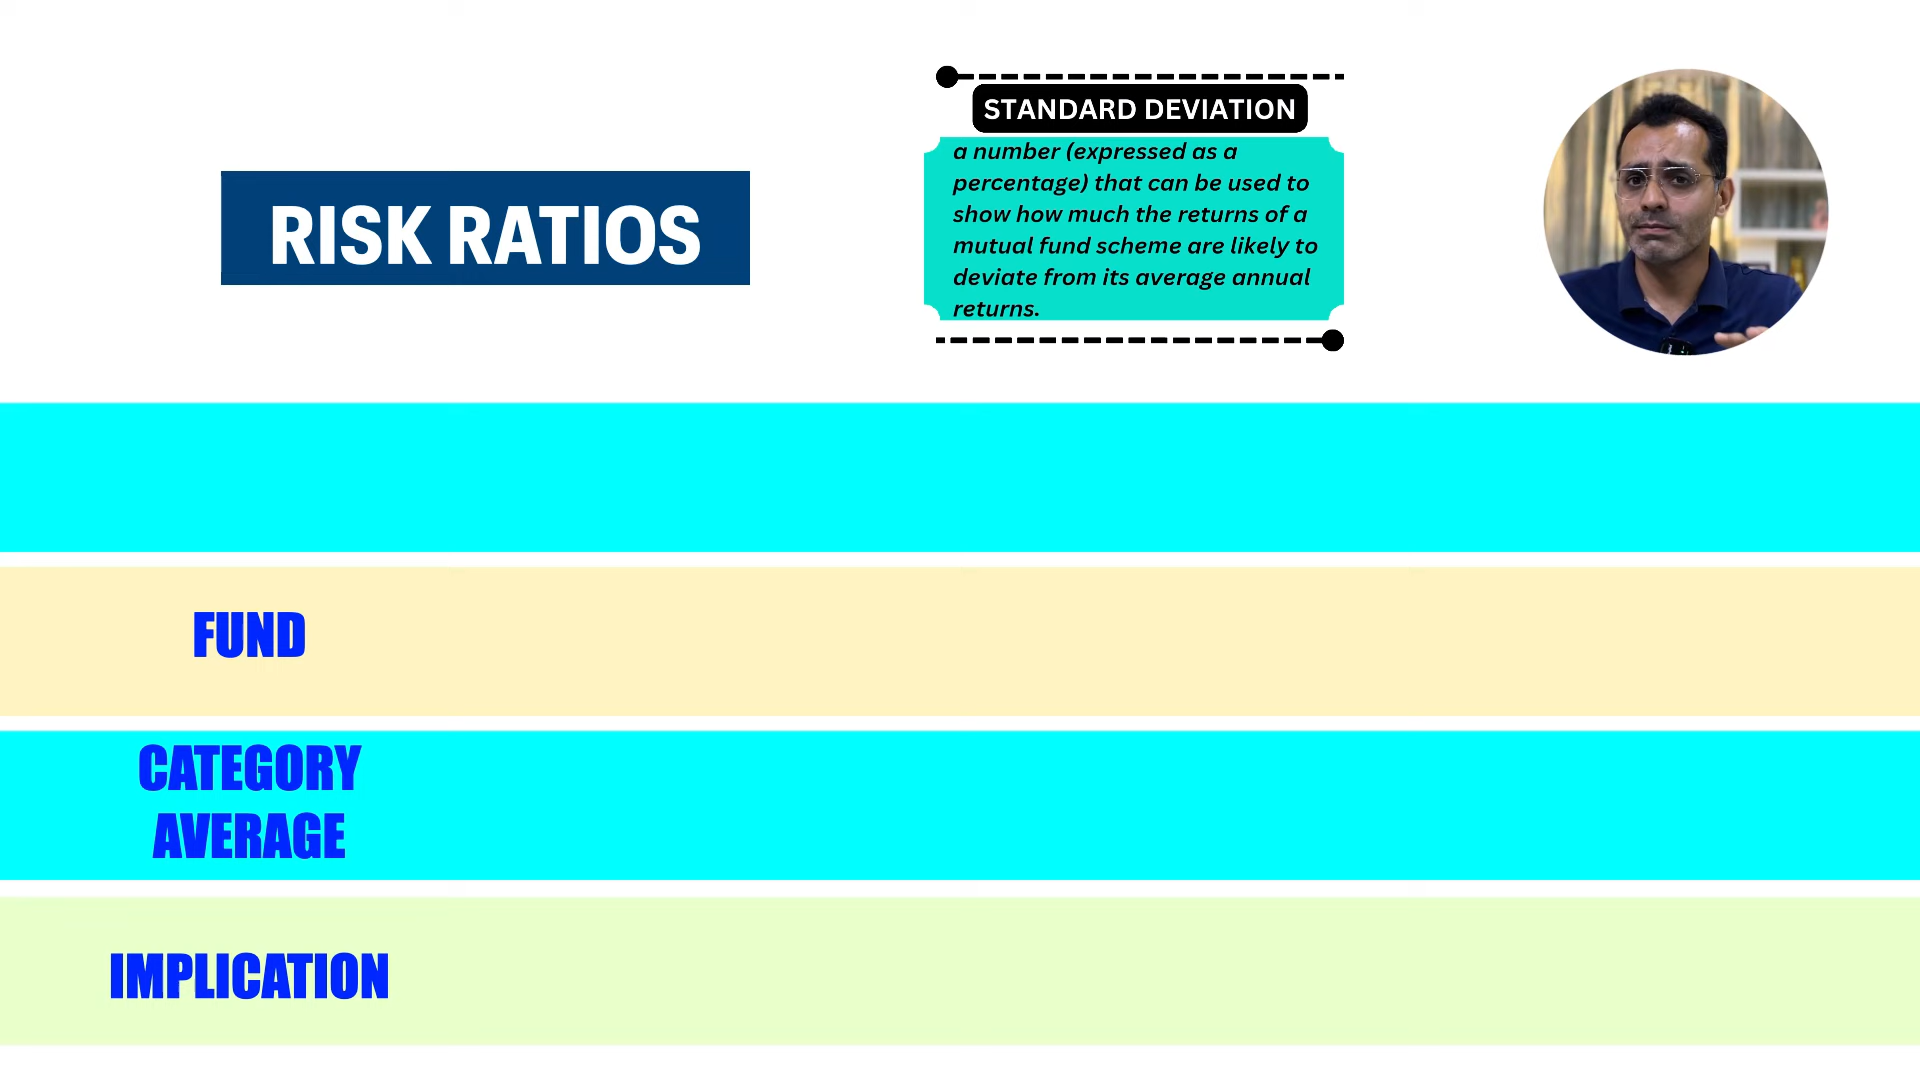 RISK RATIOS
STANDARD DEVIATION
a number (expressed as a
percentage) that can be used to
show how much the returns of a
mutual fund scheme are likely to
deviate from its average annual
returns.
FUND
CATEGORY
AVERAGE
IMPLICATION